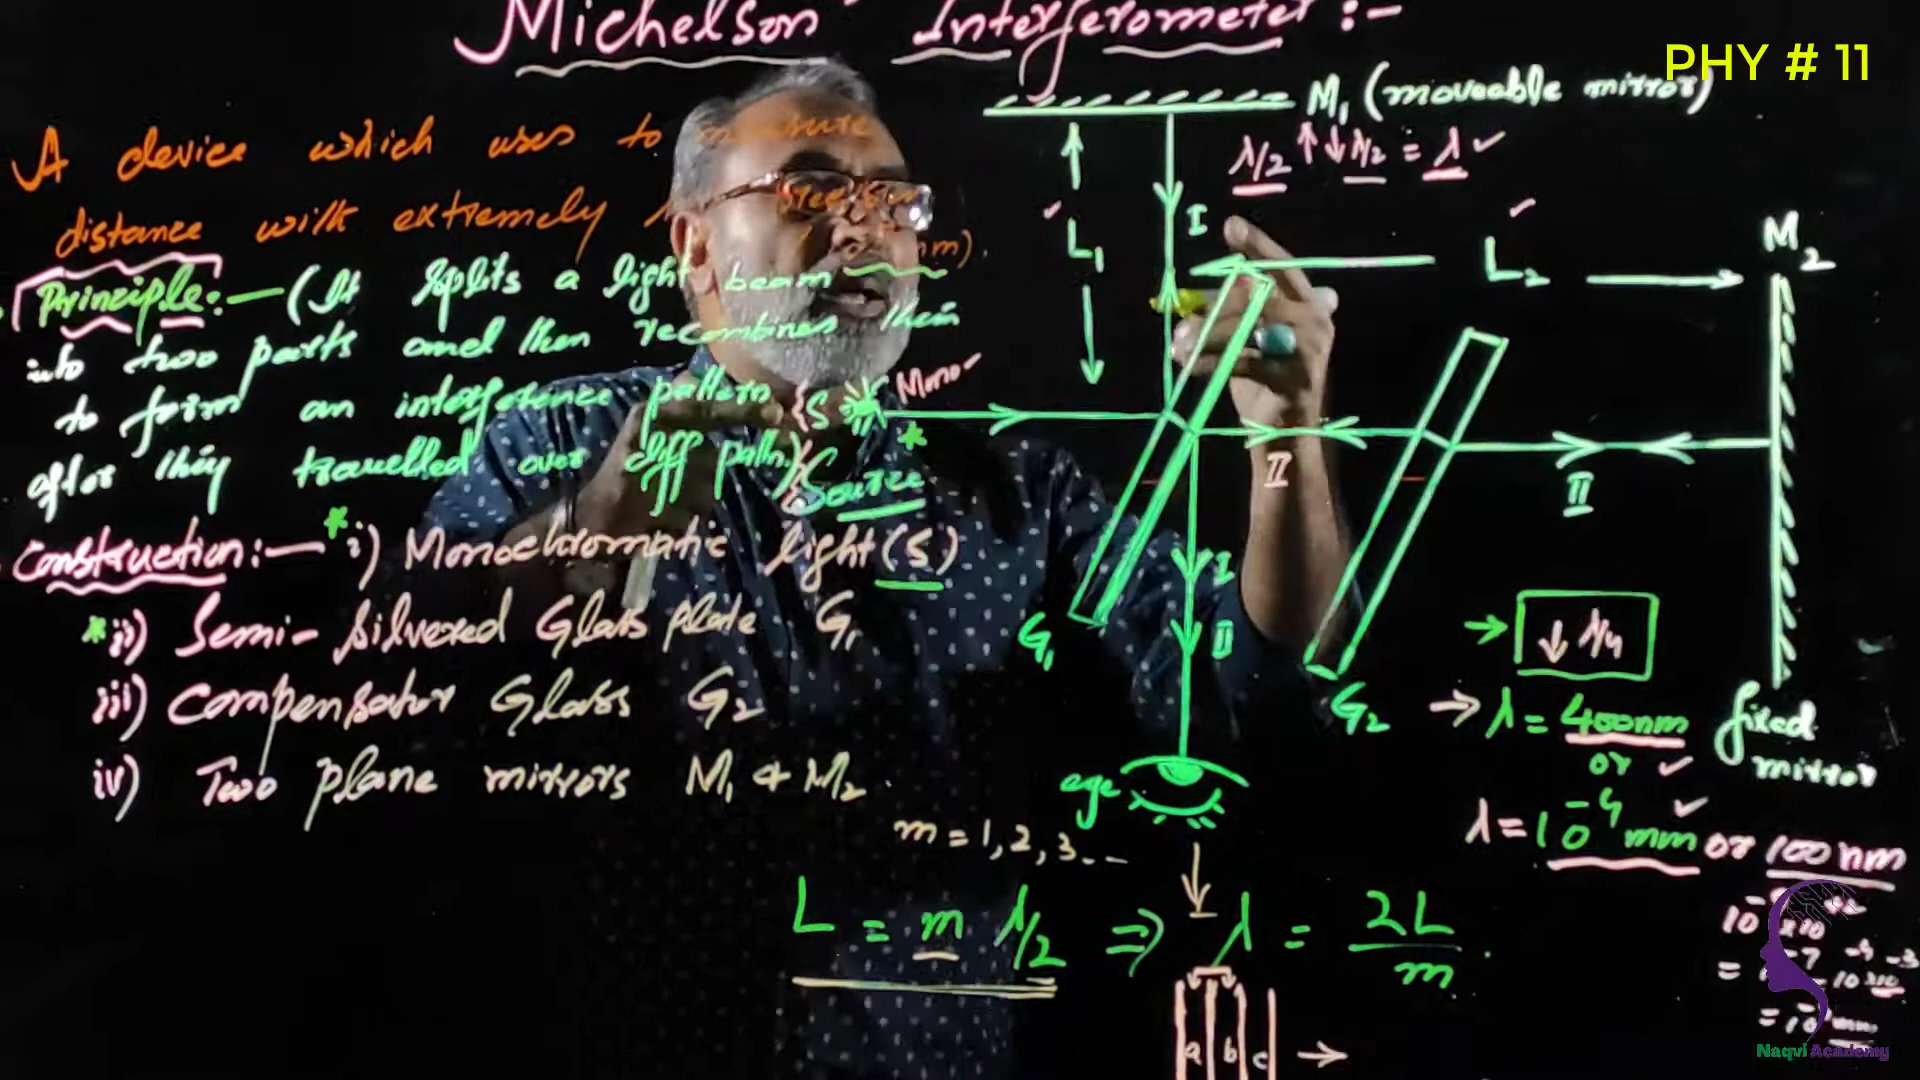 Michelson Interferometer :-
PHY # 11
A device which uses to measure
distance with extremely
nm).
Principle:- (It splits a light beam
into two parts and then recombines them
to form an interference pattern
after they travelled over diff path.)
Construction:- * i) Monochromatic light (S)
* ii) Semi-Silvered Glass plate G1
iii) Compensator Glass G2
iv) Two plane mirrors M1 & M2.
M1 (moveable mirror)
λ/2 ↑↓ λ/2 = λ ✓
I
L1
L2
M2
S
Mono
Source
II
II
I
II
G1
G2
eye
→ ↓ λ/4
→ λ = 400nm
or ✓
fixed
mirror
λ = 10⁻⁴ mm or 100 nm
m = 1, 2, 3...
L = m λ/2 ⇒ λ = 2L/m
a b c →
Naqvi Academy